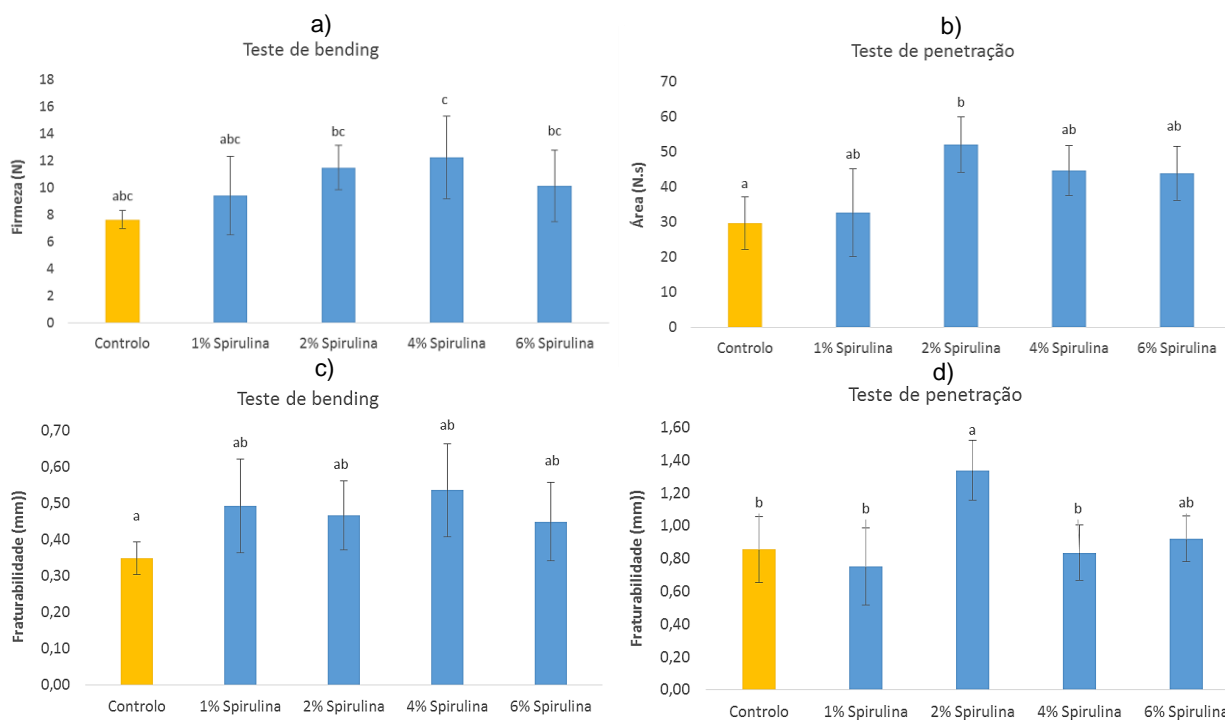 a)
Teste de bending
18
16
14
12
10
8
6
4
2
0
Firmeza (N)
abc
abc
bc
c
bc
Controlo 1% Spirulina 2% Spirulina 4% Spirulina 6% Spirulina
b)
Teste de penetração
70
60
50
40
30
20
10
0
Área (N.s)
a
ab
b
ab
ab
Controlo 1% Spirulina 2% Spirulina 4% Spirulina 6% Spirulina
c)
Teste de bending
0,70
0,60
0,50
0,40
0,30
0,20
0,10
0,00
Fraturabilidade (mm))
a
ab
ab
ab
ab
Controlo 1% Spirulina 2% Spirulina 4% Spirulina 6% Spirulina
d)
Teste de penetração
1,60
1,40
1,20
1,00
0,80
0,60
0,40
0,20
0,00
Fraturabilidade (mm))
b
b
a
b
ab
Controlo 1% Spirulina 2% Spirulina 4% Spirulina 6% Spirulina